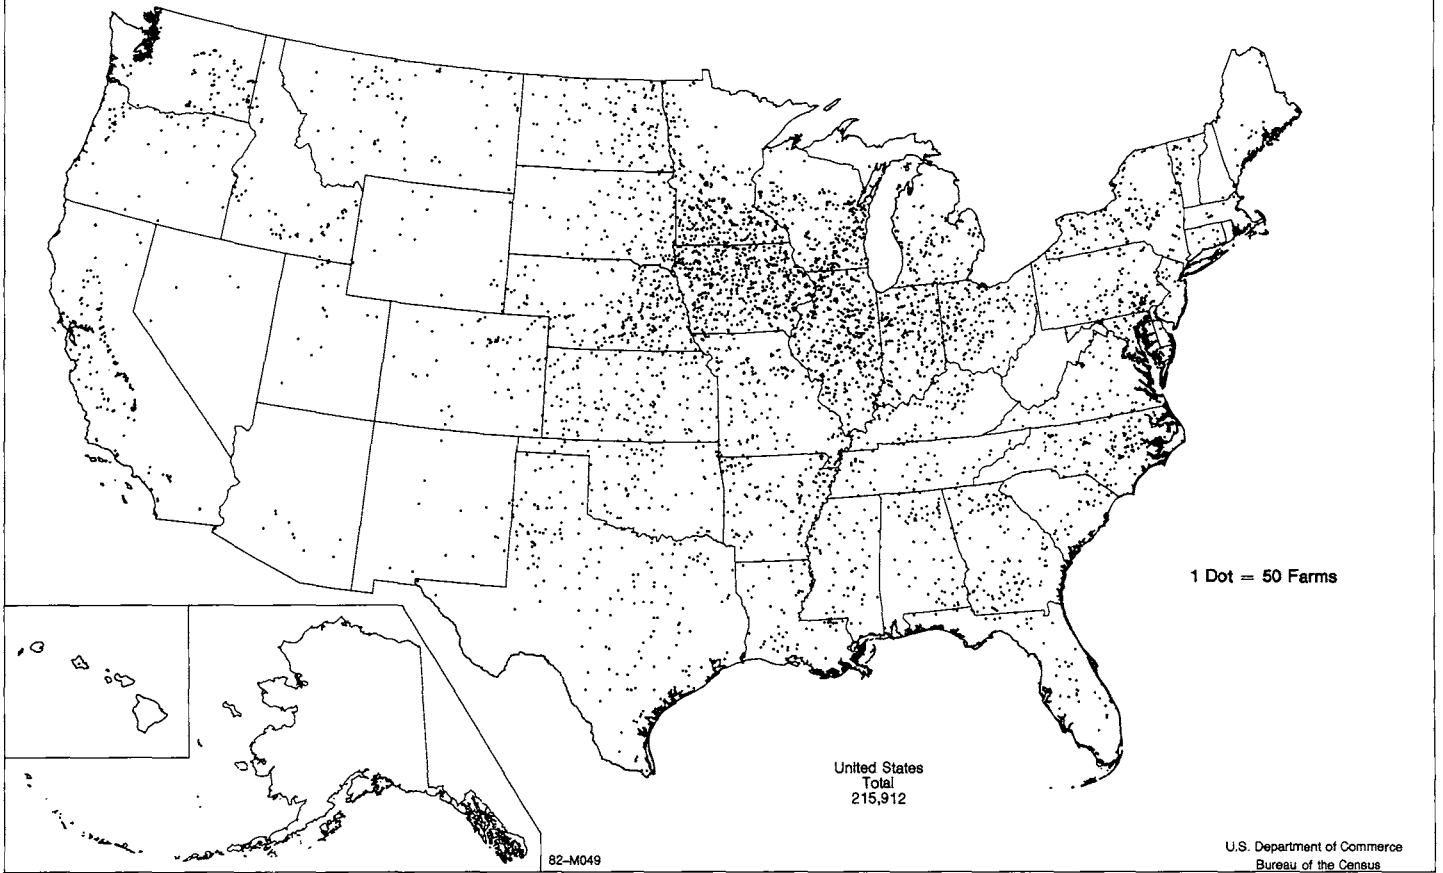 1 Dot = 50 Farms
United States
Total
215,912
82-M049
U.S. Department of Commerce
Bureau of the Census